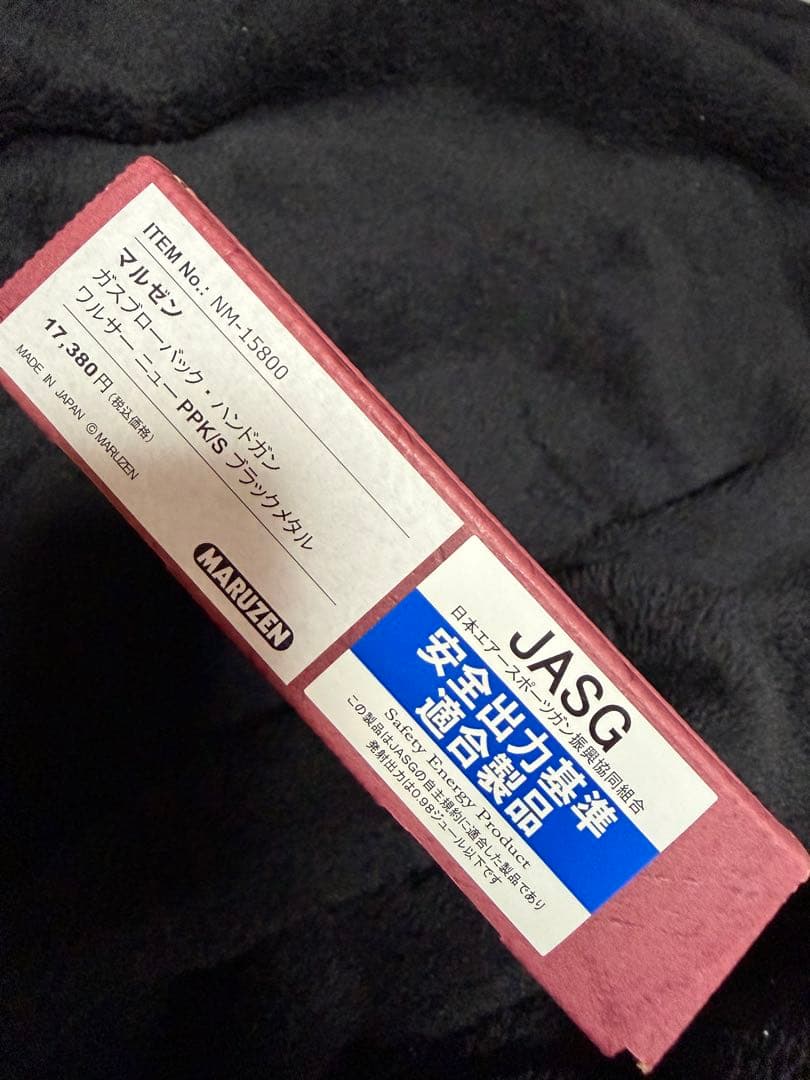 ITEM No.: NM-15800
マルゼン
ガスブローバック・ハンドガン
ワルサー ニュー PPK/S ブラックメタル
17,380円 (税込価格)
MADE IN JAPAN ©MARUZEN
MARUZEN
JASG
日本エアースポーツガン振興協同組合
安全出力基準
適合製品
Safety Energy Product
この製品はJASGの自主規約に適合した製品であり
発射出力は0.98ジュール以下です